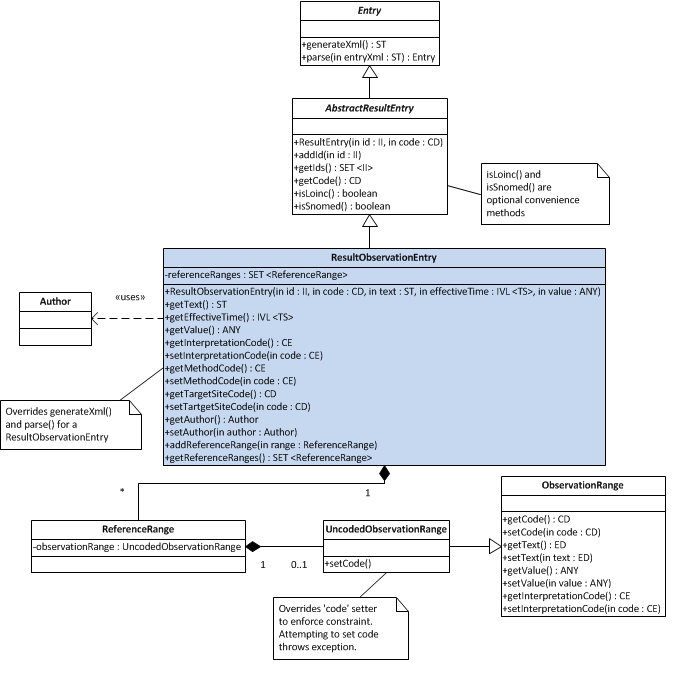 Entry
+generateXml() : ST
+parse(in entryXml : ST) : Entry
AbstractResultEntry
+ResultEntry(in id : II, in code : CD)
+addId(in id : II)
+getIds() : SET <II>
+getCode() : CD
+isLoinc() : boolean
+isSnomed() : boolean
isLoinc() and
isSnomed() are
optional convenience
methods
ResultObservationEntry
-referenceRanges : SET <ReferenceRange>
+ResultObservationEntry(in id : II, in code : CD, in text : ST, in effectiveTime : IVL <TS>, in value : ANY)
+getText() : ST
+getEffectiveTime() : IVL <TS>
+getValue() : ANY
+getInterpretationCode() : CE
+setInterpretationCode(in code : CE)
+getMethodCode() : CE
+setMethodCode(in code : CE)
+getTargetSiteCode() : CD
+setTartgetSiteCode(in code : CD)
+getAuthor() : Author
+setAuthor(in author : Author)
+addReferenceRange(in range : ReferenceRange)
+getReferenceRanges() : SET <ReferenceRange>
Author
«uses»
Overrides generateXml()
and parse() for a
ResultObservationEntry
*
1
ReferenceRange
-observationRange : UncodedObservationRange
1
0..1
UncodedObservationRange
+setCode()
Overrides 'code' setter
to enforce constraint.
Attempting to set code
throws exception.
ObservationRange
+getCode() : CD
+setCode(in code : CD)
+getText() : ED
+setText(in text : ED)
+getValue() : ANY
+setValue(in value : ANY)
+getInterpretationCode() : CE
+setInterpretationCode(in code : CE)